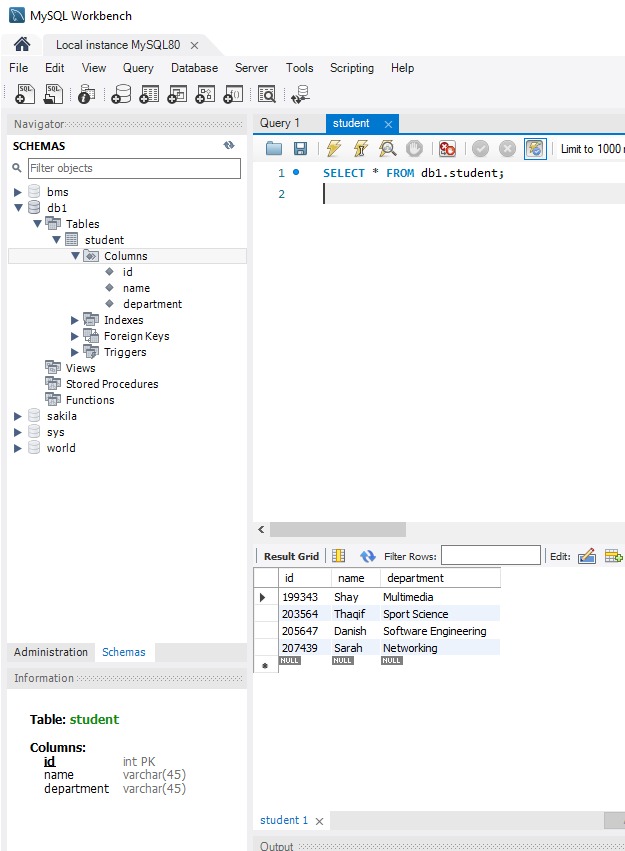 MySQL Workbench
Local instance MySQL80
File Edit View Query Database Server Tools Scripting Help
Navigator
SCHEMAS
Filter objects
bms
db1
Tables
student
Columns
id
name
department
Indexes
Foreign Keys
Triggers
Views
Stored Procedures
Functions
sakila
sys
world
Administration Schemas
Information
Table: student
Columns:
id int PK
name varchar(45)
department varchar(45)
Query 1 student
Limit to 1000
1 SELECT * FROM db1.student;
2
Result Grid Filter Rows: Edit:
id name department
199343 Shay Multimedia
203564 Thaqif Sport Science
205647 Danish Software Engineering
207439 Sarah Networking
NULL NULL NULL
student 1
Output